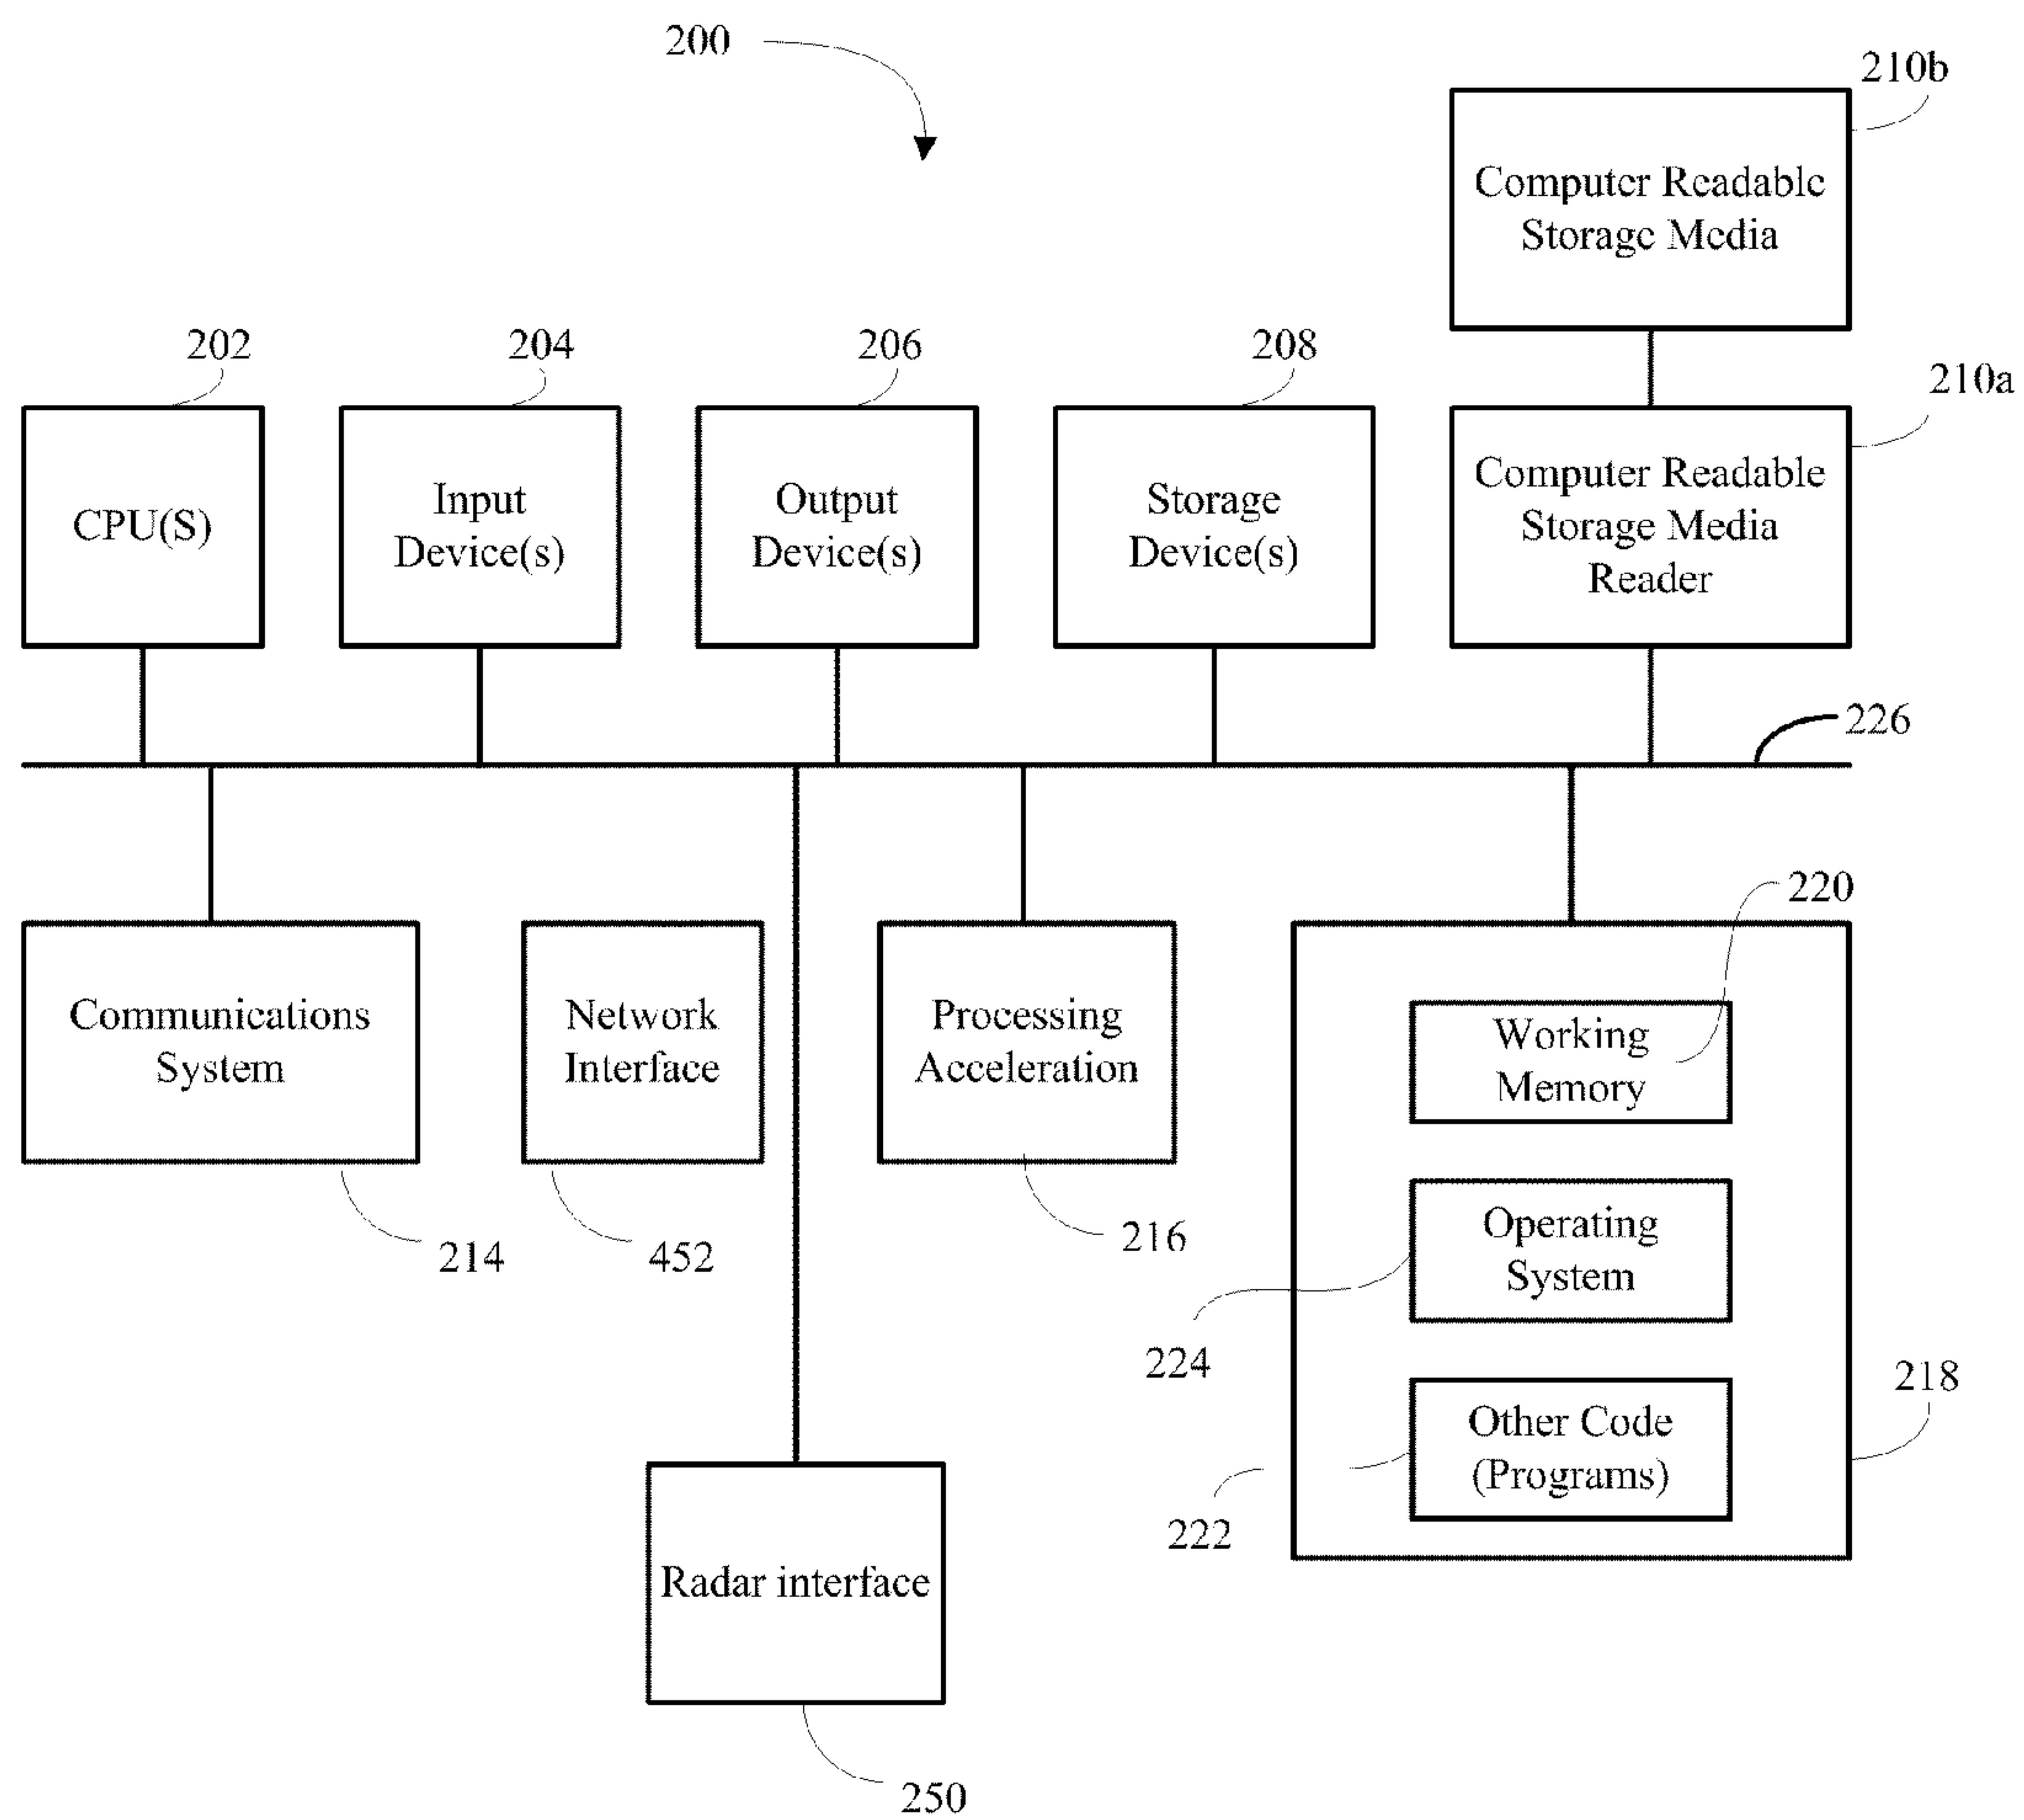 200
210b
Computer Readable
Storage Media
202
204
206
208
210a
CPU(S)
Input
Device(s)
Output
Device(s)
Storage
Device(s)
Computer Readable
Storage Media
Reader
226
220
Communications
System
Network
Interface
Processing
Acceleration
Working
Memory
214
452
216
Operating
System
224
218
Other Code
(Programs)
222
Radar interface
250